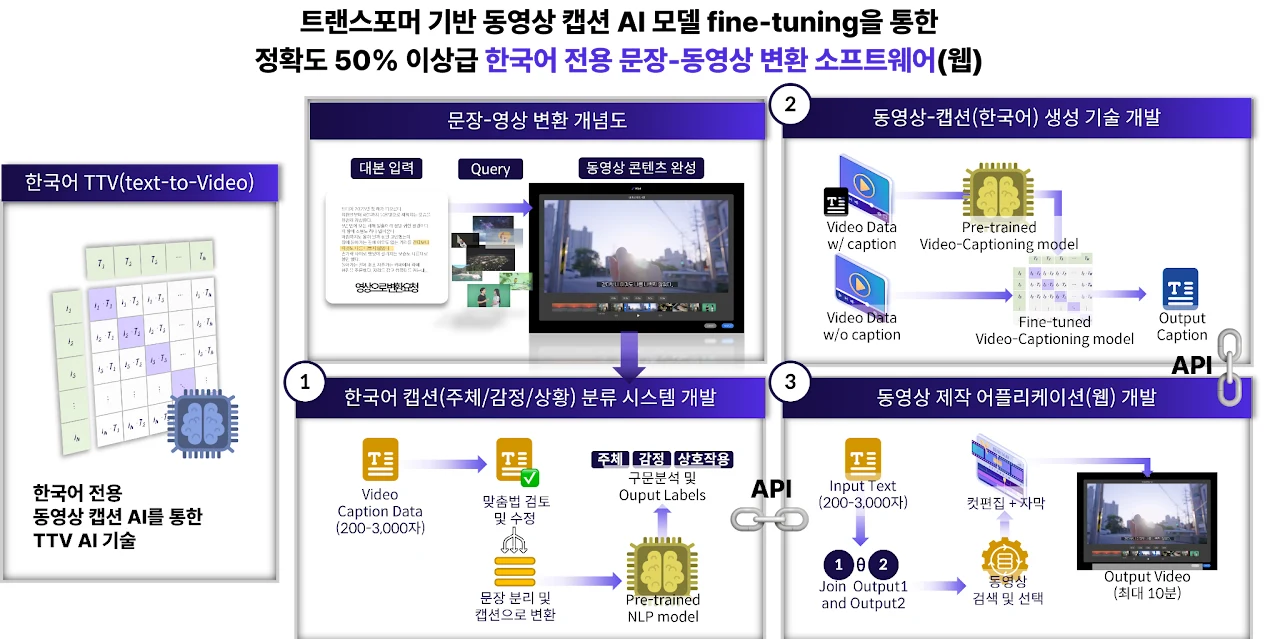 트랜스포머 기반 동영상 캡션 AI 모델 fine-tuning을 통한
정확도 50% 이상급 한국어 전용 문장-동영상 변환 소프트웨어(웹)
한국어 TTV(text-to-Video)
T₁ T₂ T₃ ... Tₙ
한국어 전용
동영상 캡션 AI를 통한
TTV AI 기술
문장-영상 변환 개념도
대본 입력
Query
동영상 콘텐츠 완성
영상으로 변환 요청
2
동영상-캡션(한국어) 생성 기술 개발
Video Data
w/ caption
Pre-trained
Video-Captioning model
Video Data
w/o caption
Fine-tuned
Video-Captioning model
Output
Caption
API
1
한국어 캡션(주체/감정/상황) 분류 시스템 개발
Video
Caption Data
(200-3,000자)
맞춤법 검토
및 수정
문장 분리 및
캡션으로 변환
주체 감정 상호작용
구문분석 및
Ouput Labels
Pre-trained
NLP model
API
3
동영상 제작 어플리케이션(웹) 개발
Input Text
(200-3,000자)
1 θ 2
Join Output1
and Output2
동영상
검색 및 선택
컷편집 + 자막
Output Video
(최대 10분)